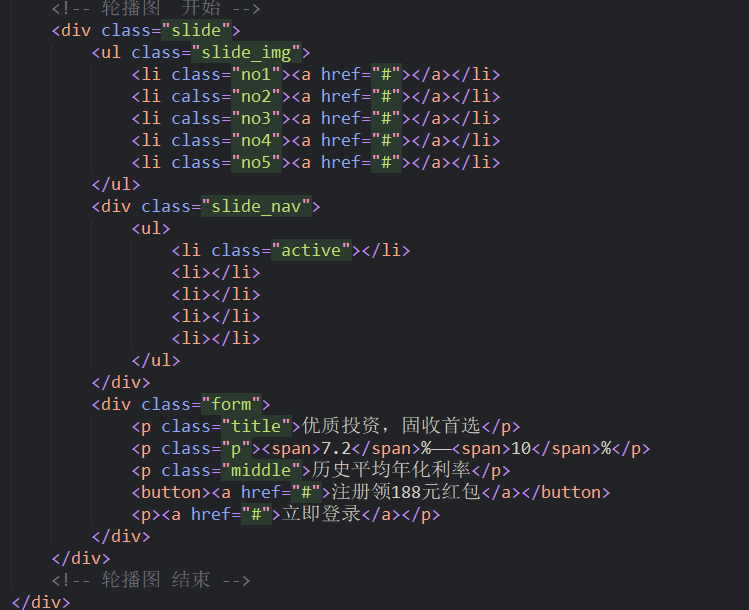 <!-- 轮播图  开始 -->
<div class="slide">
<ul class="slide_img">
<li class="no1"><a href="#"></a></li>
<li calss="no2"><a href="#"></a></li>
<li calss="no3"><a href="#"></a></li>
<li class="no4"><a href="#"></a></li>
<li class="no5"><a href="#"></a></li>
</ul>
<div class="slide_nav">
<ul>
<li class="active"></li>
<li></li>
<li></li>
<li></li>
<li></li>
</ul>
</div>
<div class="form">
<p class="title">优质投资，固收首选</p>
<p class="p"><span>7.2</span>%——<span>10</span>%</p>
<p class="middle">历史平均年化利率</p>
<button><a href="#">注册领188元红包</a></button>
<p><a href="#">立即登录</a></p>
</div>
</div>
<!-- 轮播图 结束 -->
</div>